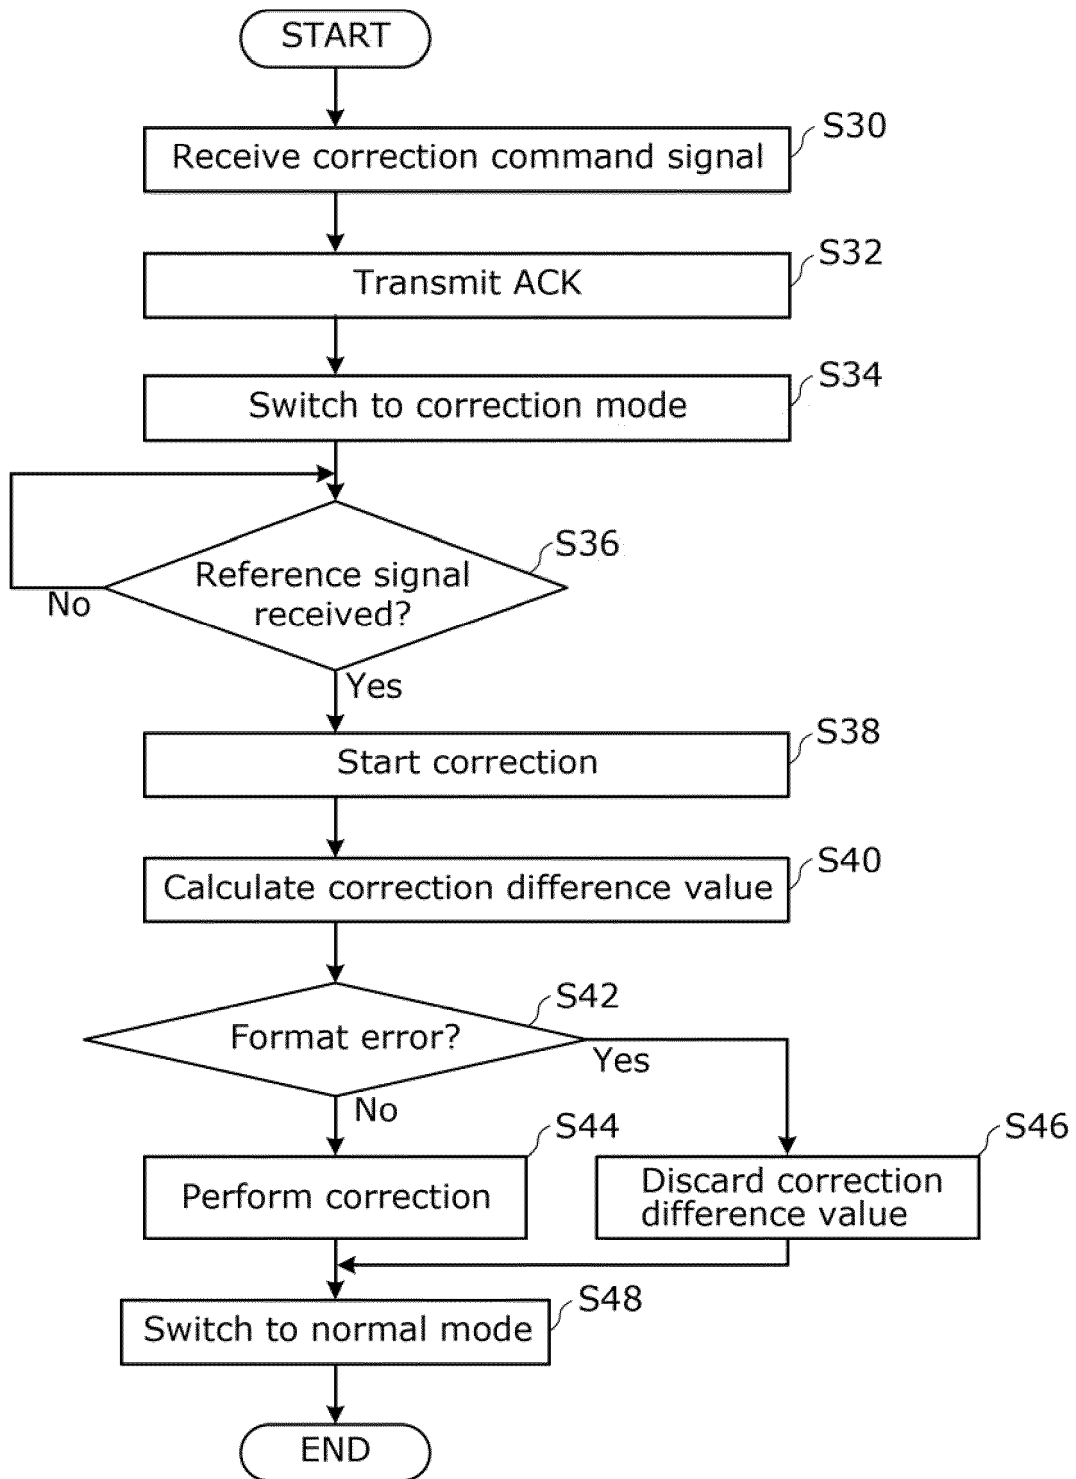 START
S30
Receive correction command signal
S32
Transmit ACK
S34
Switch to correction mode
S36
Reference signal
received?
No
Yes
S38
Start correction
S40
Calculate correction difference value
S42
Format error?
Yes
No
S44
S46
Perform correction
Discard correction
difference value
S48
Switch to normal mode
END